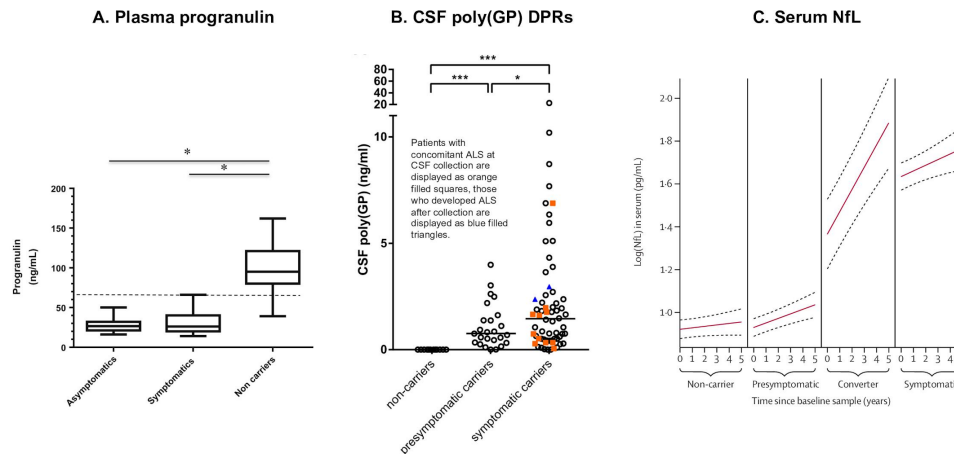 A. Plasma progranulin
*
*
Progranulin
(ng/mL)
200
150
100
50
0
Asymptomatics
Symptomatics
Non carriers
B. CSF poly(GP) DPRs
***
***
*
CSF poly(GP) (ng/ml)
80
60
40
20
10
5
0
Patients with
concomitant ALS at
CSF collection are
displayed as orange
filled squares, those
who developed ALS
after collection are
displayed as blue filled
triangles.
non-carriers
presymptomatic carriers
symptomatic carriers
C. Serum NfL
Log(NfL) in serum (pg/mL)
2·0
1·8
1·6
1·4
1·2
1·0
0 1 2 3 4 5
0 1 2 3 4 5
0 1 2 3 4 5
0 1 2 3 4 5
Non-carrier
Presymptomatic
Converter
Symptomati
Time since baseline sample (years)